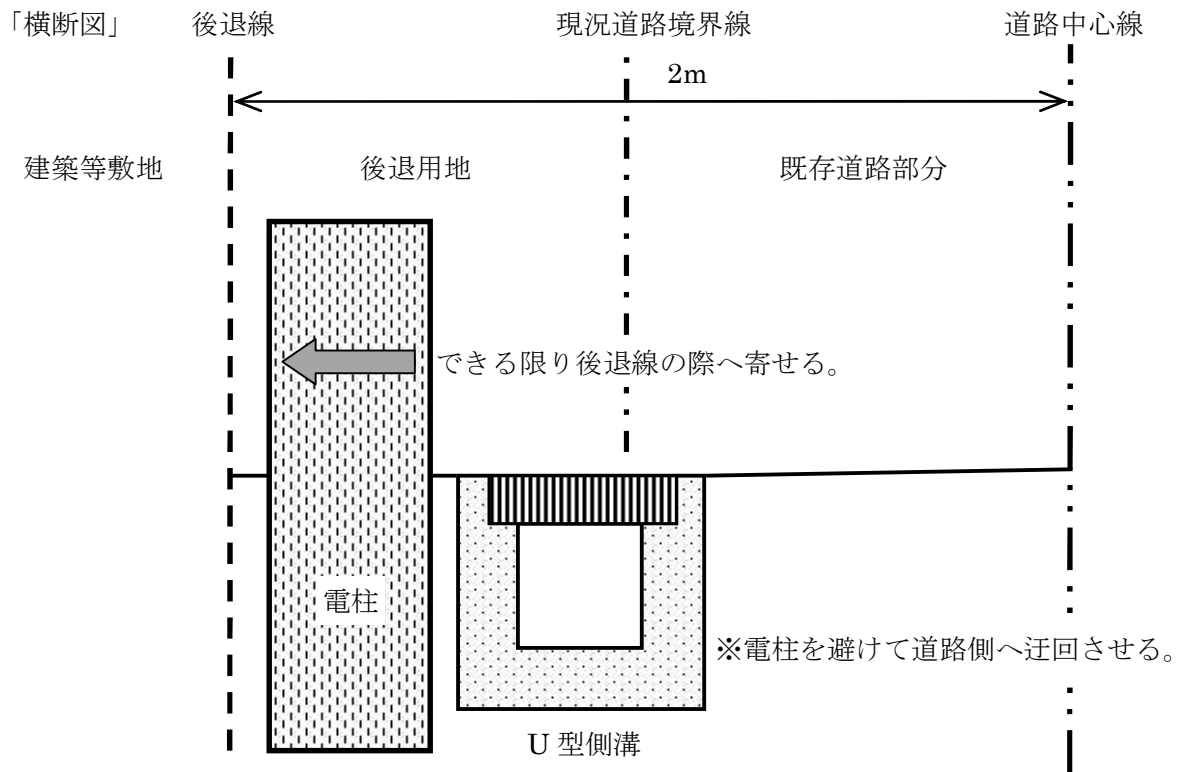 「横断図」 後退線 現況道路境界線 道路中心線
2m
建築等敷地 後退用地 既存道路部分
できる限り後退線の際へ寄せる。
電柱
※電柱を避けて道路側へ迂回させる。
U 型側溝